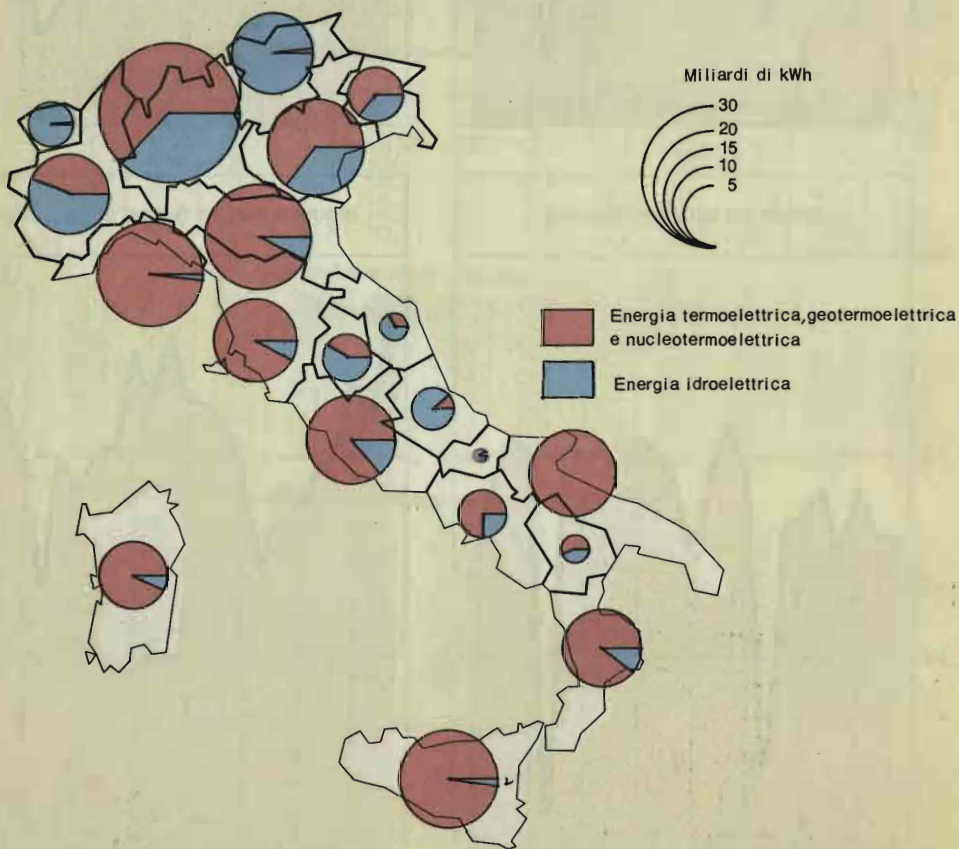 Miliardi di kWh
30
20
15
10
5
Energia termoelettrica,geotermoelettrica
e nucleotermoelettrica
Energia idroelettrica